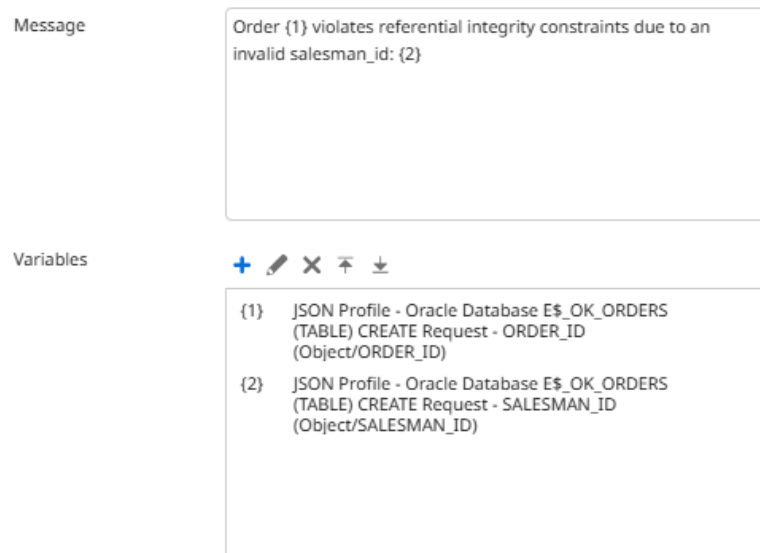 Message
Order {1} violates referential integrity constraints due to an
invalid salesman_id: {2}
Variables
{1} JSON Profile - Oracle Database E$_OK_ORDERS
(TABLE) CREATE Request - ORDER_ID
(Object/ORDER_ID)
{2} JSON Profile - Oracle Database E$_OK_ORDERS
(TABLE) CREATE Request - SALESMAN_ID
(Object/SALESMAN_ID)